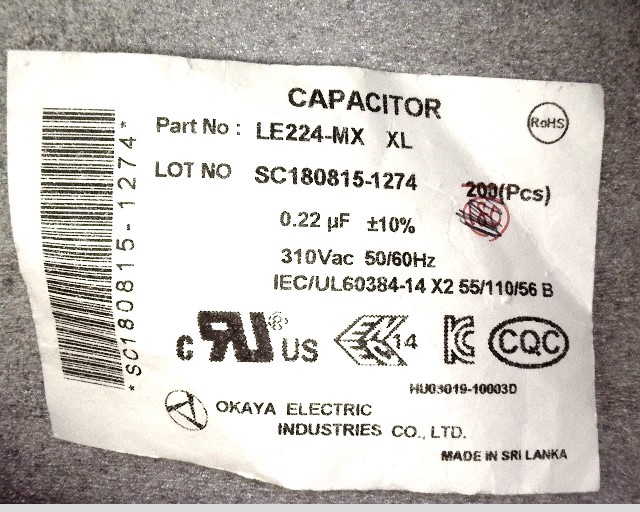 CAPACITOR
RoHS
Part No : LE224-MX XL
LOT NO SC180815-1274
200(Pcs)
0.22 µF ±10%
310Vac 50/60Hz
IEC/UL60384-14 X2 55/110/56 B
*SC180815-1274*
C RU® US
14
KC
CQC
HU03019-10003D
OKAYA ELECTRIC
INDUSTRIES CO., LTD.
MADE IN SRI LANKA